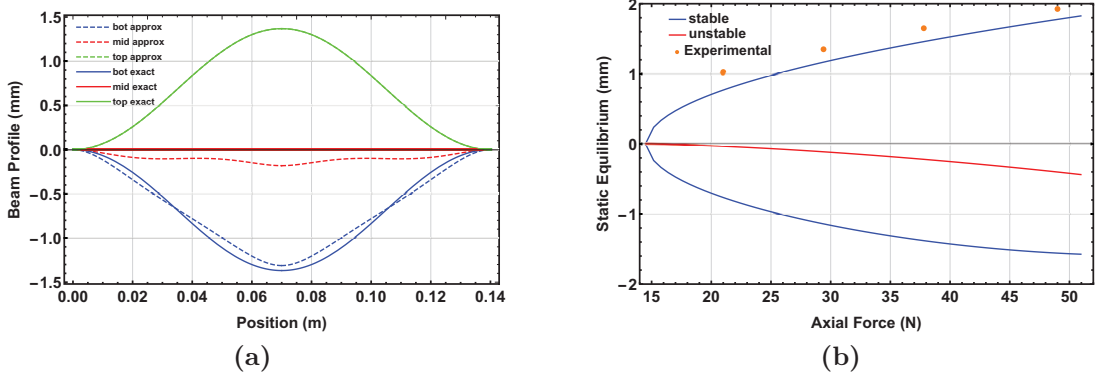 bot approx
mid approx
top approx
bot exact
mid exact
top exact
1.5
1.0
0.5
0.0
−0.5
−1.0
−1.5
Beam Profile (mm)
0.00 0.02 0.04 0.06 0.08 0.10 0.12 0.14
Position (m)
(a)
stable
unstable
Experimental
2
1
0
−1
−2
Static Equilibrium (mm)
15 20 25 30 35 40 45 50
Axial Force (N)
(b)